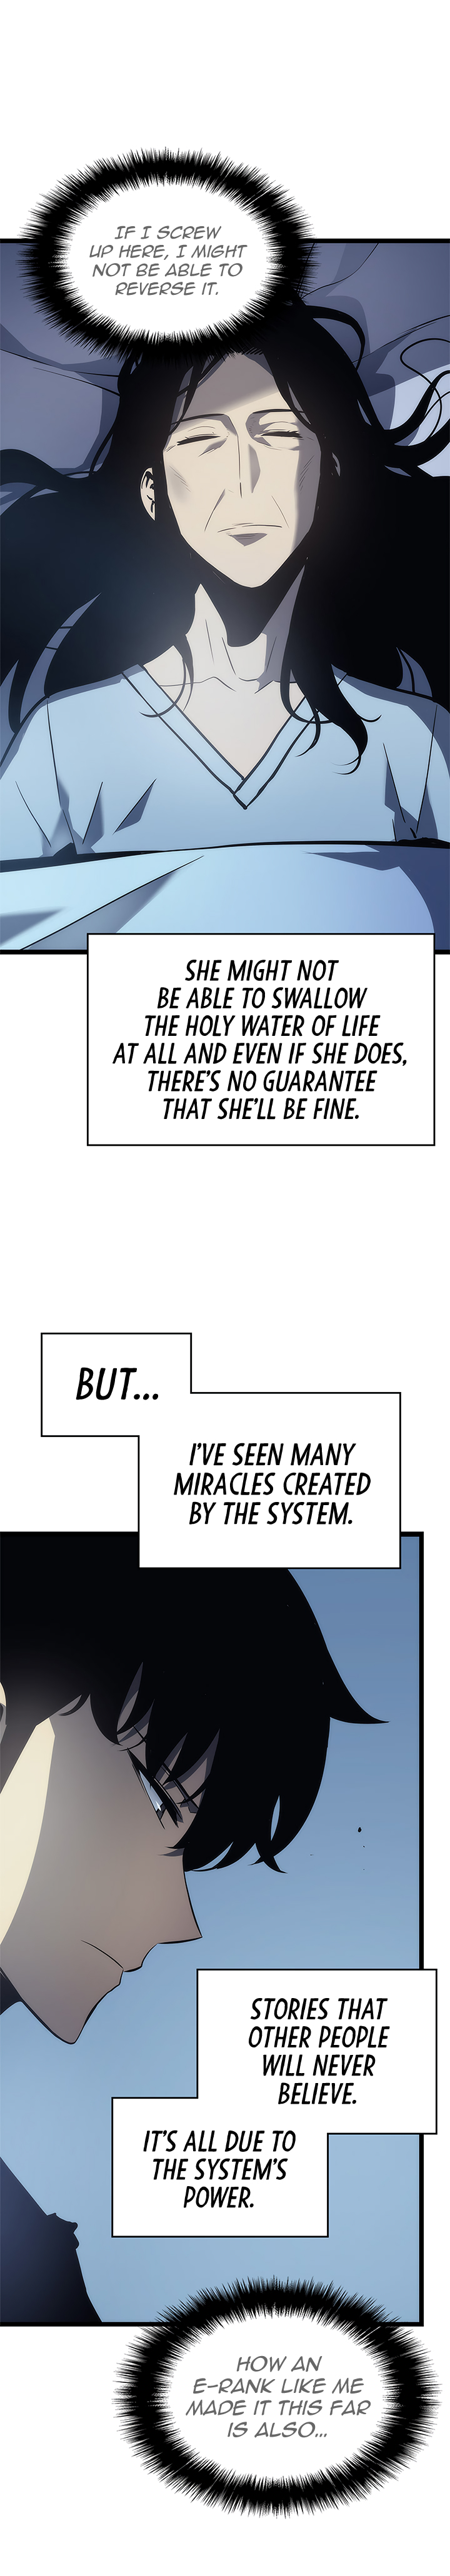 IF I SCREW
UP HERE, I MIGHT
NOT BE ABLE TO
REVERSE IT.
SHE MIGHT NOT
BE ABLE TO SWALLOW
THE HOLY WATER OF LIFE
AT ALL AND EVEN IF SHE DOES,
THERE'S NO GUARANTEE
THAT SHE'LL BE FINE.
BUT...
I'VE SEEN MANY
MIRACLES CREATED
BY THE SYSTEM.
STORIES THAT
OTHER PEOPLE
WILL NEVER
BELIEVE.
IT'S ALL DUE TO
THE SYSTEM'S
POWER.
HOW AN
E-RANK LIKE ME
MADE IT THIS FAR
IS ALSO...